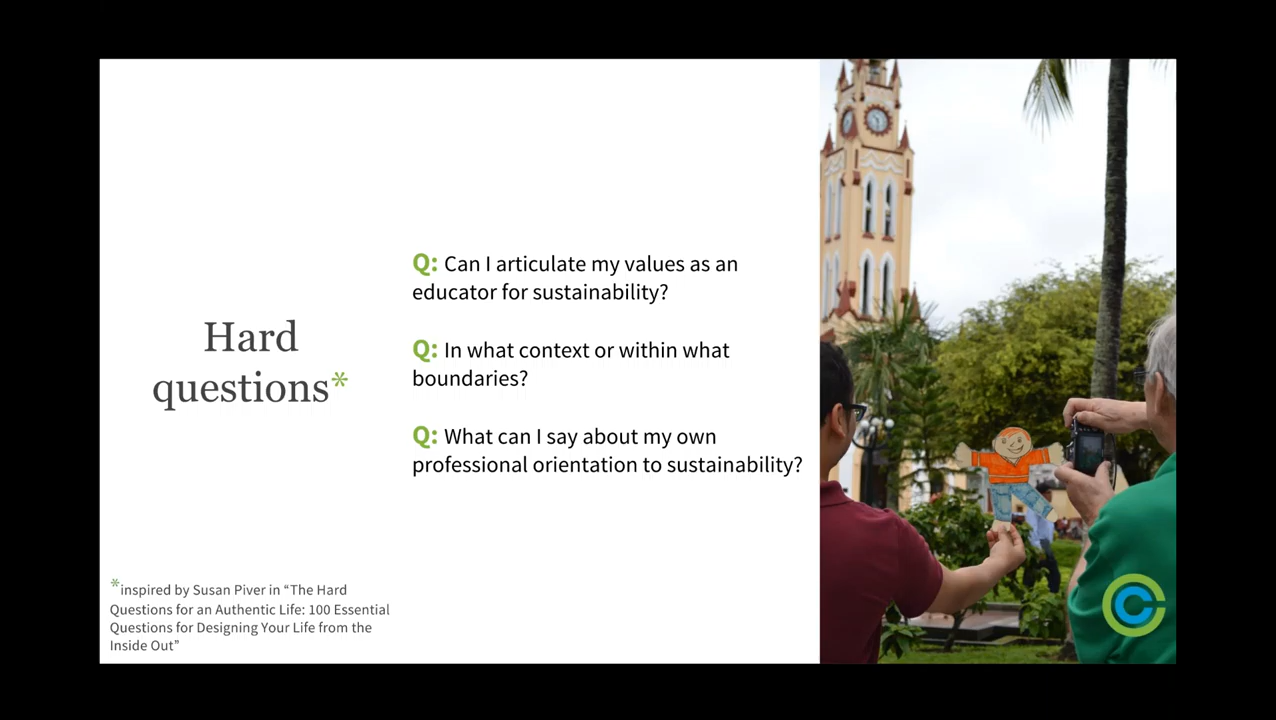 Hard
questions*
Q: Can I articulate my values as an
educator for sustainability?
Q: In what context or within what
boundaries?
Q: What can I say about my own
professional orientation to sustainability?
*inspired by Susan Piver in “The Hard
Questions for an Authentic Life: 100 Essential
Questions for Designing Your Life from the
Inside Out”